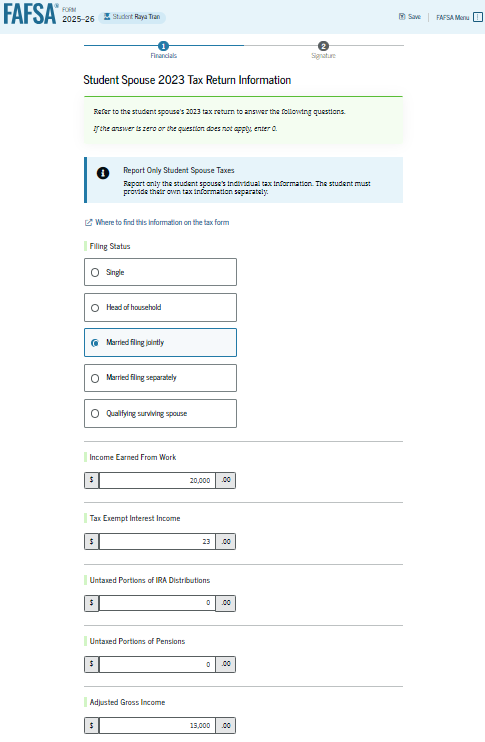 FAFSA®
FORM
2025-26
Student Raya Tran
Save
FAFSA Menu
1
2
Financials
Signature
Student Spouse 2023 Tax Return Information
Refer to the student spouse's 2023 tax return to answer the following questions.
If the answer is zero or the question does not apply, enter 0.
Report Only Student Spouse Taxes
Report only the student spouse's individual tax information. The student must
provide their own tax information separately.
Where to find this information on the tax form
Filing Status
Single
Head of household
Married filing jointly
Married filing separately
Qualifying surviving spouse
Income Earned From Work
$ 20,000 .00
Tax Exempt Interest Income
$ 23 .00
Untaxed Portions of IRA Distributions
$ 0 .00
Untaxed Portions of Pensions
$ 0 .00
Adjusted Gross Income
$ 13,000 .00